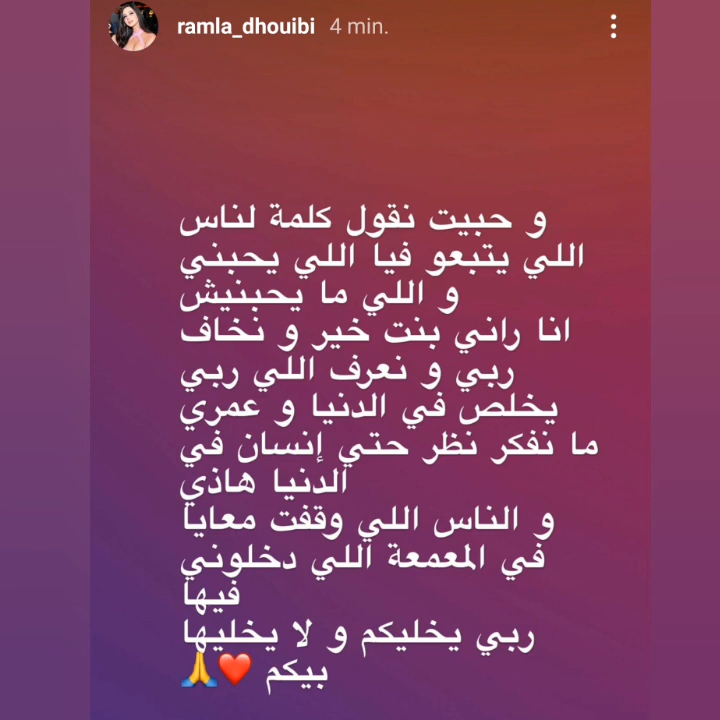 ramla_dhouibi 4 min.
و حبيت نقول كلمة لناس
اللي يتبعو فيا اللي يحبني
و اللي ما يحبنيش
انا راني بنت خير و نخاف
ربي و نعرف اللي ربي
يخلص في الدنيا و عمري
ما نفكر نظر حتي إنسان في
الدنيا هاذي
و الناس اللي وقفت معايا
في المعمعة اللي دخلوني
فيها
ربي يخليكم و لا يخليها
بيكم ❤️🙏